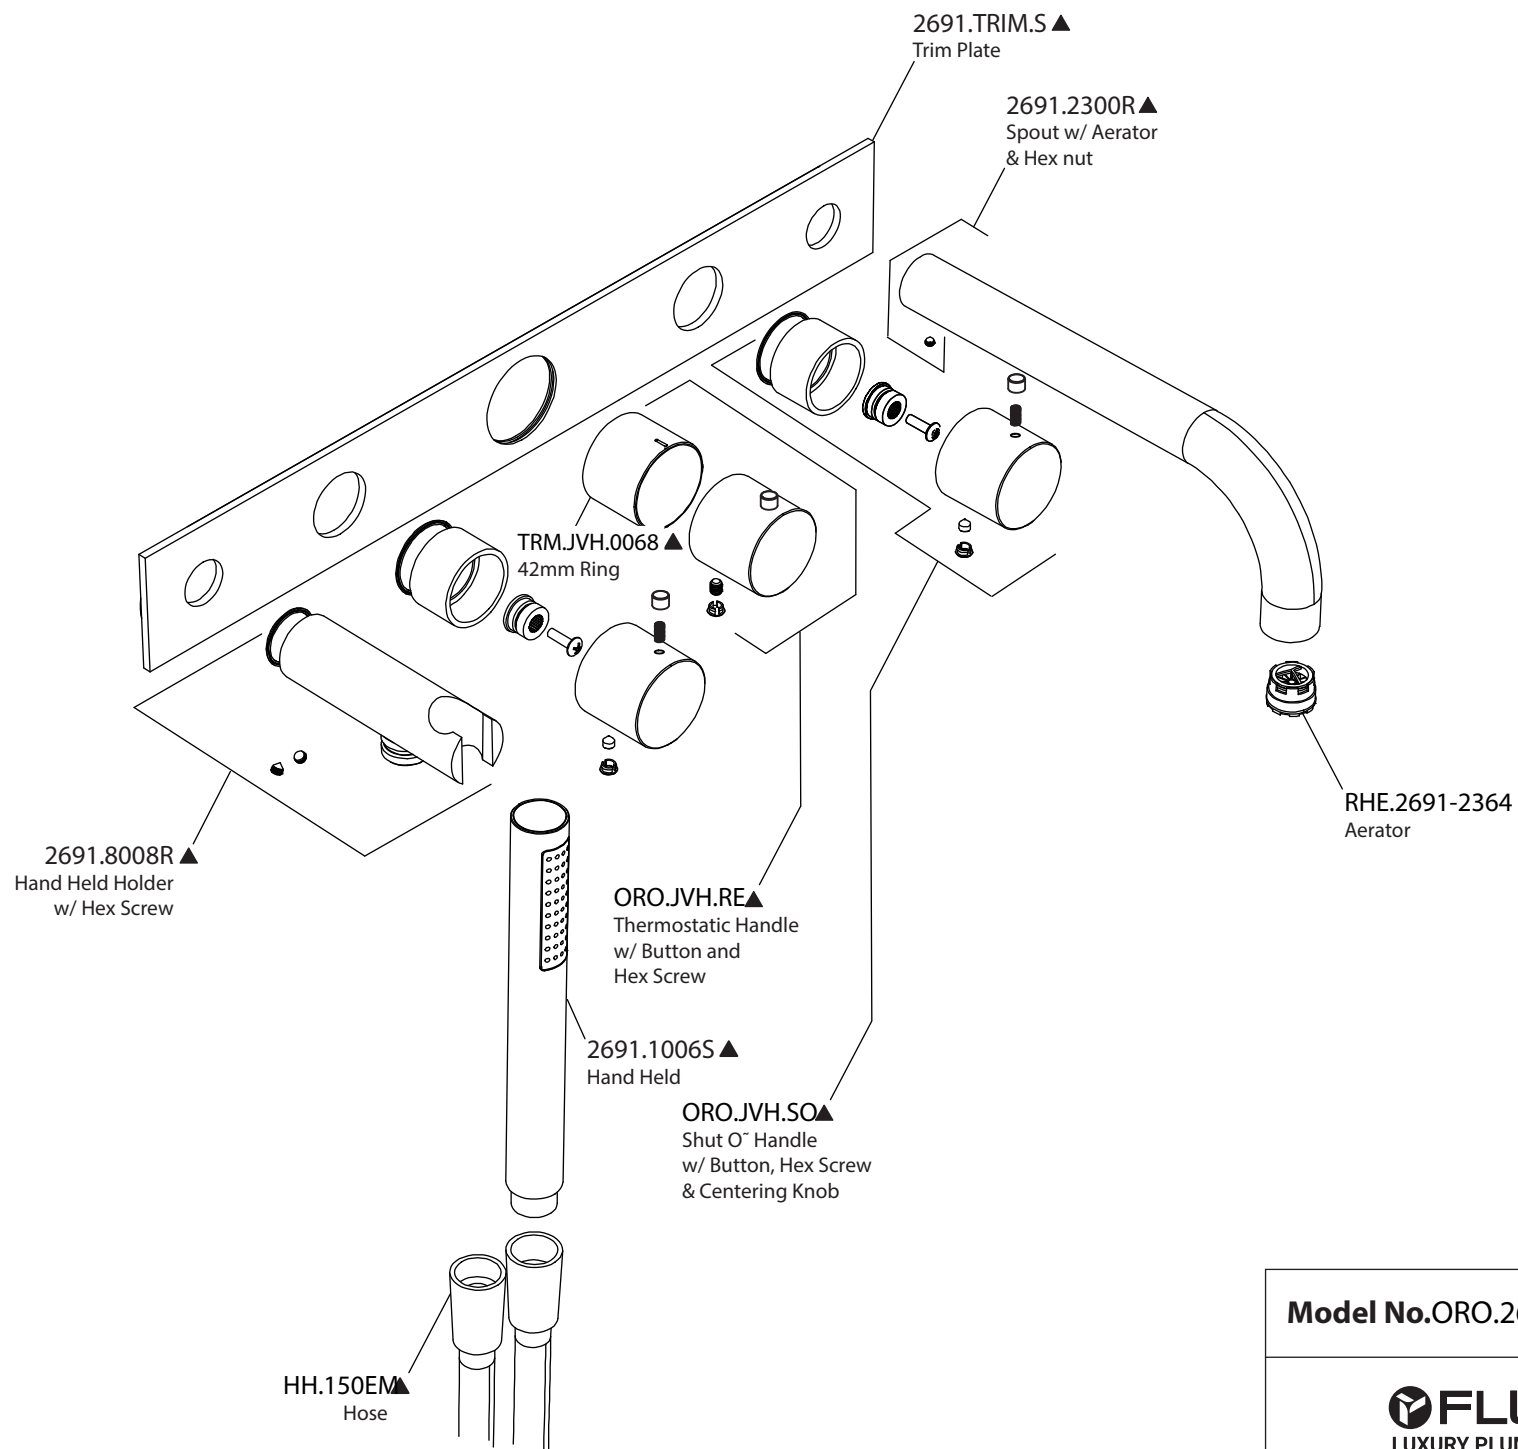 2691.TRIM.S ▲
Trim Plate
2691.2300R ▲
Spout w/ Aerator
& Hex nut
TRM.JVH.0068 ▲
42mm Ring
RHE.2691-2364
Aerator
2691.8008R ▲
Hand Held Holder
w/ Hex Screw
ORO.JVH.RE▲
Thermostatic Handle
w/ Button and
Hex Screw
2691.1006S ▲
Hand Held
ORO.JVH.SO▲
Shut O˜ Handle
w/ Button, Hex Screw
& Centering Knob
HH.150EM▲
Hose
Model No.ORO.2
LUXURY